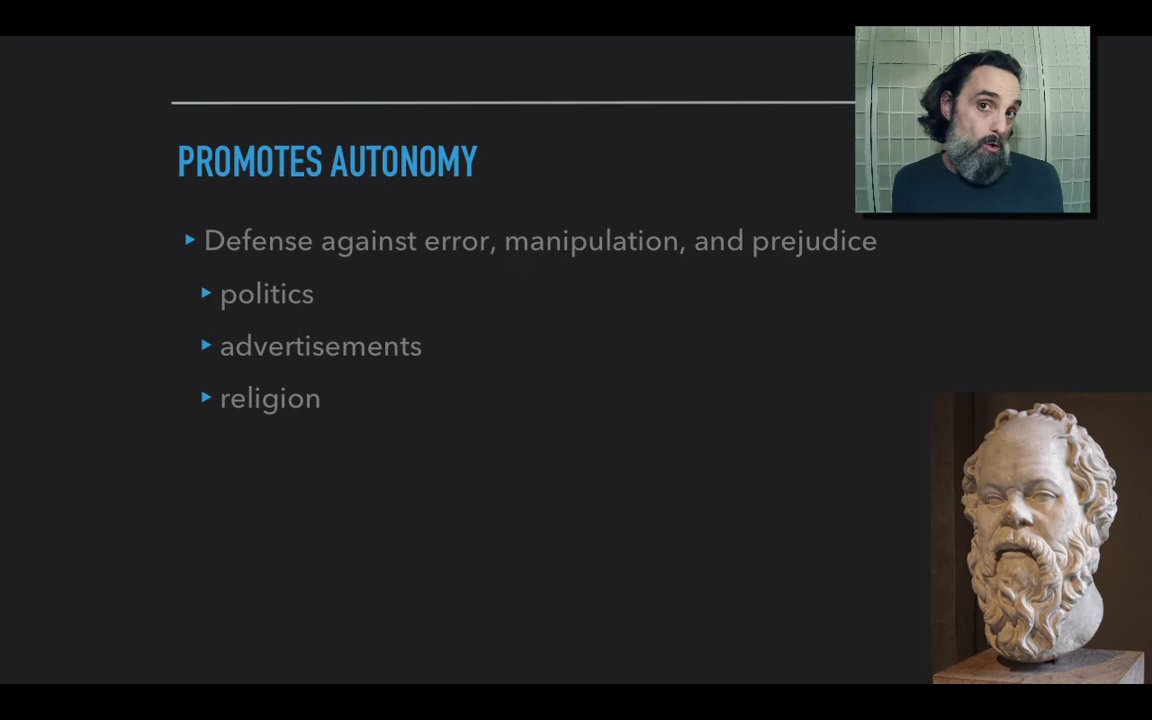 PROMOTES AUTONOMY
Defense against error, manipulation, and prejudice
politics
advertisements
religion